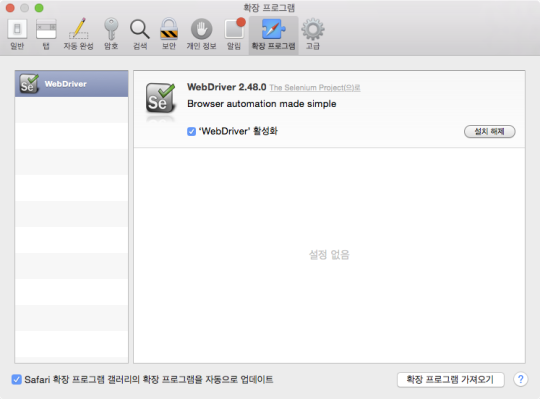 확장 프로그램
일반 탭 자동 완성 암호 검색 보안 개인 정보 알림 확장 프로그램 고급
Se WebDriver
Se
WebDriver 2.48.0 The Selenium Project(으)로
Browser automation made simple
'WebDriver' 활성화
설치 해제
설정 없음
Safari 확장 프로그램 갤러리의 확장 프로그램을 자동으로 업데이트
확장 프로그램 가져오기 ?